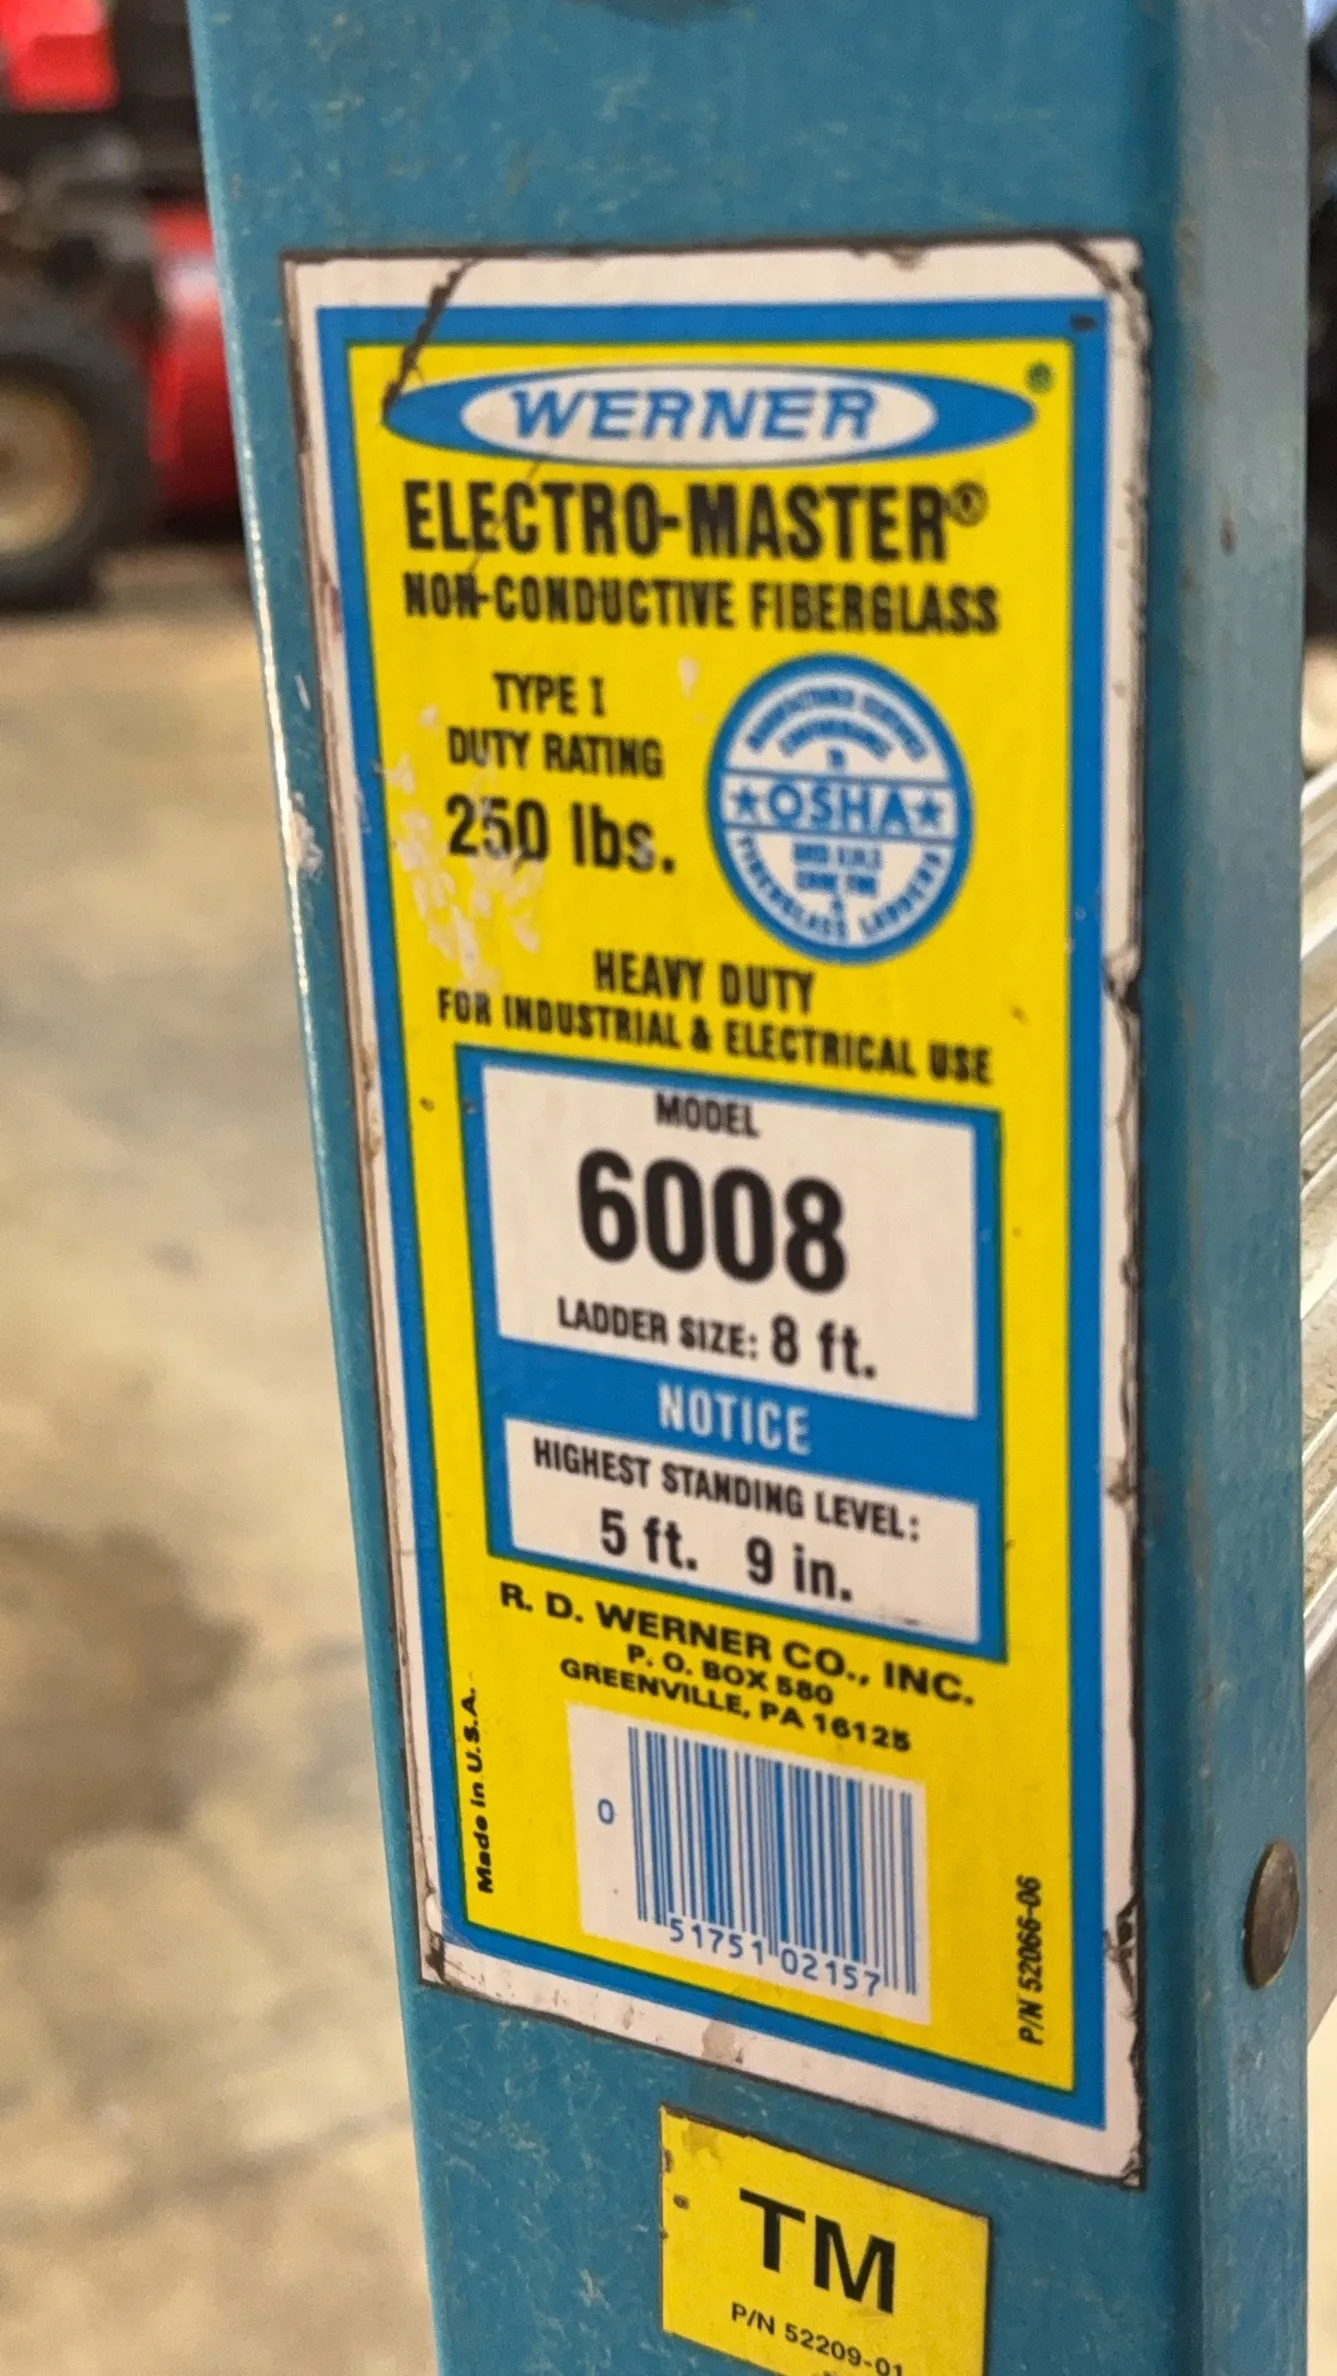 WERNER®
ELECTRO-MASTER®
NON-CONDUCTIVE FIBERGLASS
TYPE I
DUTY RATING
250 lbs.
OSHA
FIBERGLASS LADDERS
HEAVY DUTY
FOR INDUSTRIAL & ELECTRICAL USE
MODEL
6008
LADDER SIZE: 8 ft.
NOTICE
HIGHEST STANDING LEVEL:
5 ft. 9 in.
R. D. WERNER CO., INC.
P. O. BOX 580
GREENVILLE, PA 16125
Made in U.S.A.
0 51751 02157
P/N 52066-06
TM
P/N 52209-01